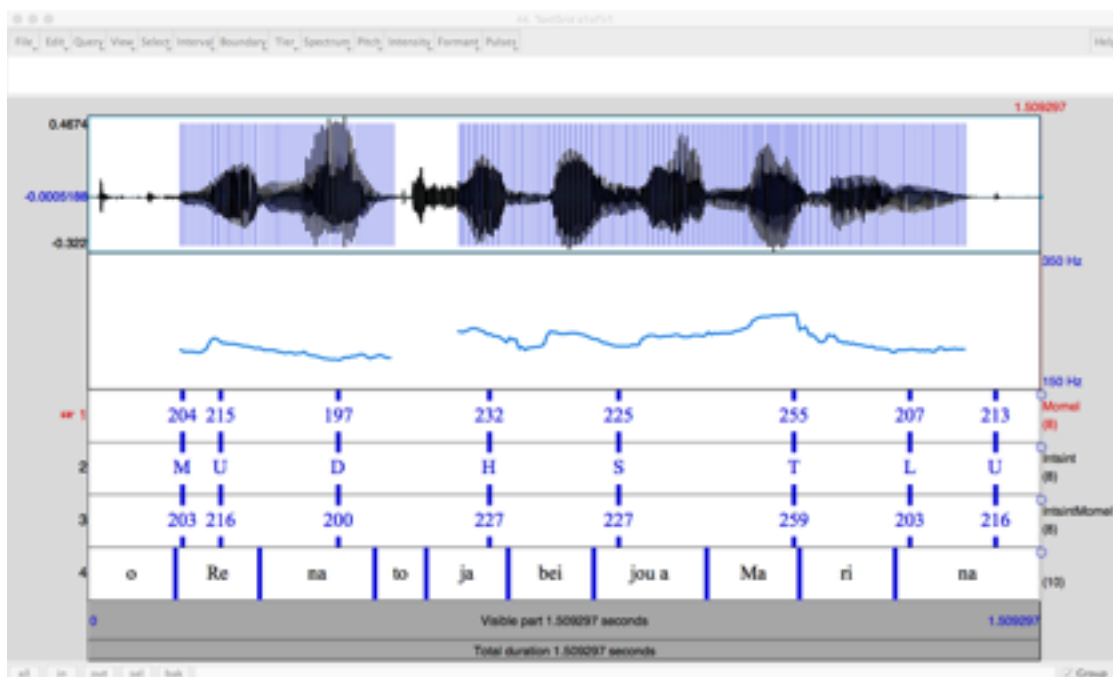 File Edit Query View Select Interval Boundary Tier Spectrum Pitch Intensity Formant Pulses Help
1.509297
0.4674
-0.322
350 Hz
150 Hz
1 204 215 197 232 225 255 207 213 Momel (8)
2 M U D H S T L U Intsint (8)
3 203 216 200 227 227 259 203 216 IntsintMomel (8)
4 o Re na to ja bei jou a Ma ri na (10)
0 Visible part 1.509297 seconds 1.509297
Total duration 1.509297 seconds
all in out sel bak Group